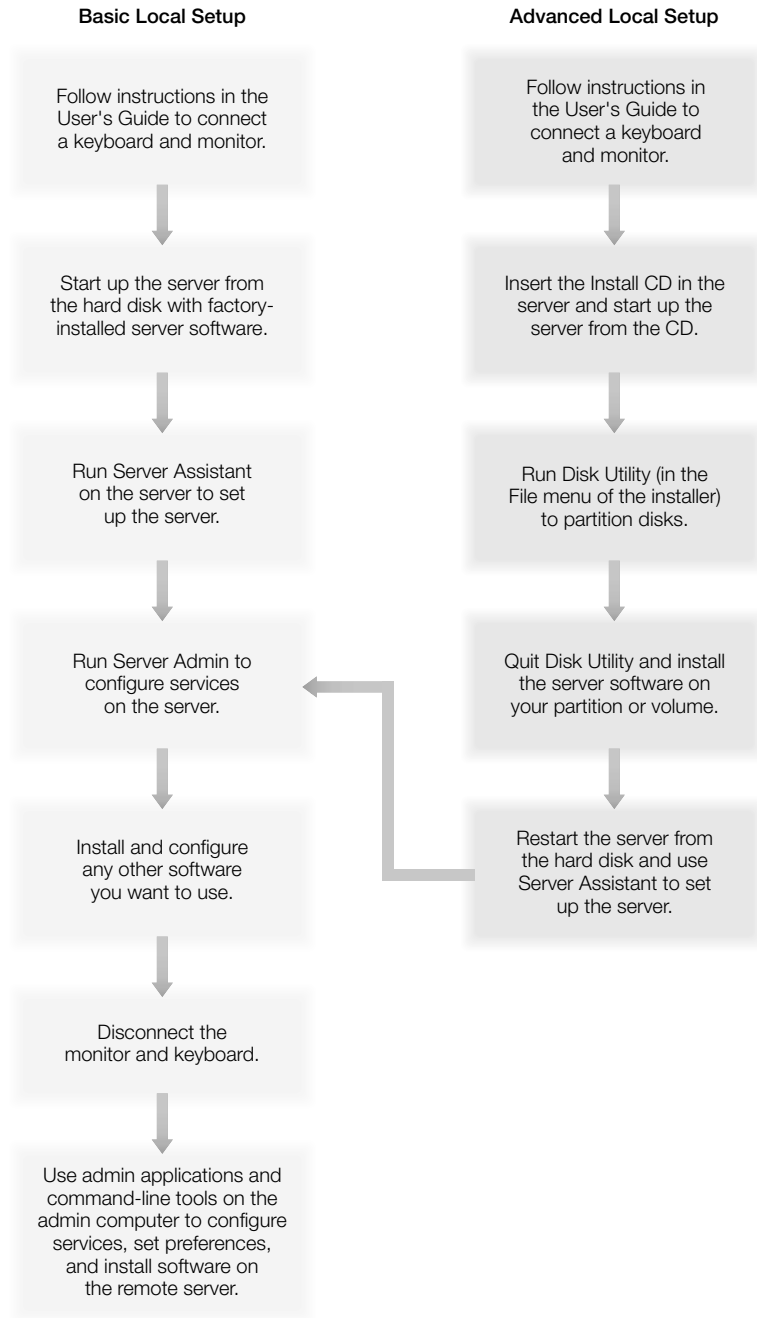 Basic Local Setup
Follow instructions in the
User's Guide to connect
a keyboard and monitor.
Start up the server from
the hard disk with factory-
installed server software.
Run Server Assistant
on the server to set
up the server.
Run Server Admin to
configure services
on the server.
Install and configure
any other software
you want to use.
Disconnect the
monitor and keyboard.
Use admin applications and
command-line tools on the
admin computer to configure
services, set preferences,
and install software on
the remote server.
Advanced Local Setup
Follow instructions in
the User's Guide to
connect a keyboard
and monitor.
Insert the Install CD in the
server and start up the
server from the CD.
Run Disk Utility (in the
File menu of the installer)
to partition disks.
Quit Disk Utility and install
the server software on
your partition or volume.
Restart the server from
the hard disk and use
Server Assistant to set
up the server.